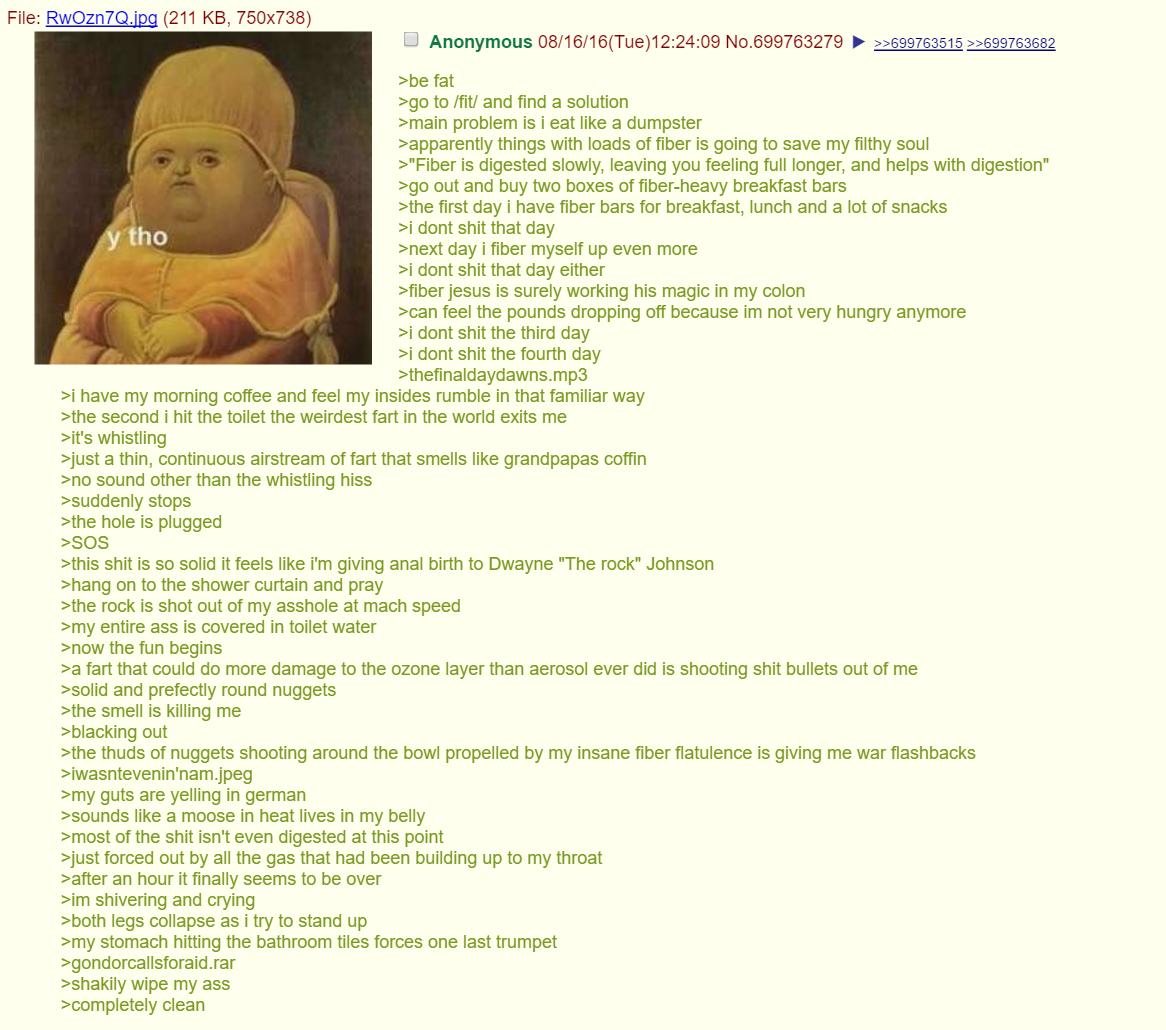 File: RwOzn7Q.jpg (211 KB, 750x738)
Anonymous 08/16/16(Tue)12:24:09 No.699763279 ▶ >>699763515 >>699763682
y tho
>be fat
>go to /fit/ and find a solution
>main problem is i eat like a dumpster
>apparently things with loads of fiber is going to save my filthy soul
>"Fiber is digested slowly, leaving you feeling full longer, and helps with digestion"
>go out and buy two boxes of fiber-heavy breakfast bars
>the first day i have fiber bars for breakfast, lunch and a lot of snacks
>i dont shit that day
>next day i fiber myself up even more
>i dont shit that day either
>fiber jesus is surely working his magic in my colon
>can feel the pounds dropping off because im not very hungry anymore
>i dont shit the third day
>i dont shit the fourth day
>thefinaldaydawns.mp3
>i have my morning coffee and feel my insides rumble in that familiar way
>the second i hit the toilet the weirdest fart in the world exits me
>it's whistling
>just a thin, continuous airstream of fart that smells like grandpapas coffin
>no sound other than the whistling hiss
>suddenly stops
>the hole is plugged
>SOS
>this shit is so solid it feels like i'm giving anal birth to Dwayne "The rock" Johnson
>hang on to the shower curtain and pray
>the rock is shot out of my asshole at mach speed
>my entire ass is covered in toilet water
>now the fun begins
>a fart that could do more damage to the ozone layer than aerosol ever did is shooting shit bullets out of me
>solid and prefectly round nuggets
>the smell is killing me
>blacking out
>the thuds of nuggets shooting around the bowl propelled by my insane fiber flatulence is giving me war flashbacks
>iwasntevenin'nam.jpeg
>my guts are yelling in german
>sounds like a moose in heat lives in my belly
>most of the shit isn't even digested at this point
>just forced out by all the gas that had been building up to my throat
>after an hour it finally seems to be over
>im shivering and crying
>both legs collapse as i try to stand up
>my stomach hitting the bathroom tiles forces one last trumpet
>gondorcallsforaid.rar
>shakily wipe my ass
>completely clean